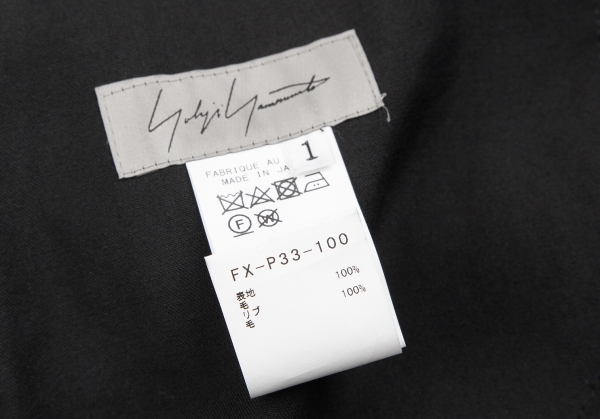 Yohji Yamamoto
1
FABRIQUE AU
MADE IN JA
F
W
FX-P33-100
表地
毛 100%
リブ
毛 100%